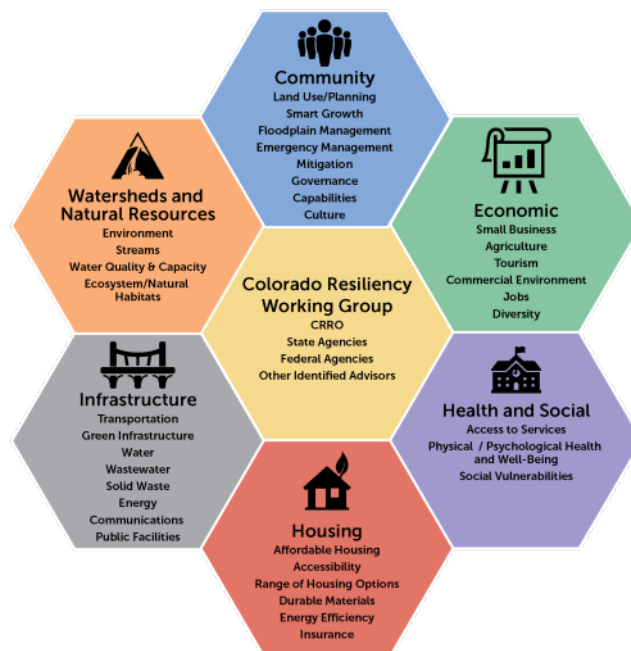 Community
Land Use/Planning
Smart Growth
Floodplain Management
Emergency Management
Mitigation
Governance
Capabilities
Culture
Watersheds and
Natural Resources
Environment
Streams
Water Quality & Capacity
Ecosystem/Natural
Habitats
Economic
Small Business
Agriculture
Tourism
Commercial Environment
Jobs
Diversity
Colorado Resiliency
Working Group
CRRO
State Agencies
Federal Agencies
Other Identified Advisors
Infrastructure
Transportation
Green Infrastructure
Water
Wastewater
Solid Waste
Energy
Communications
Public Facilities
Health and Social
Access to Services
Physical / Psychological Health
and Well-Being
Social Vulnerabilities
Housing
Affordable Housing
Accessibility
Range of Housing Options
Durable Materials
Energy Efficiency
Insurance